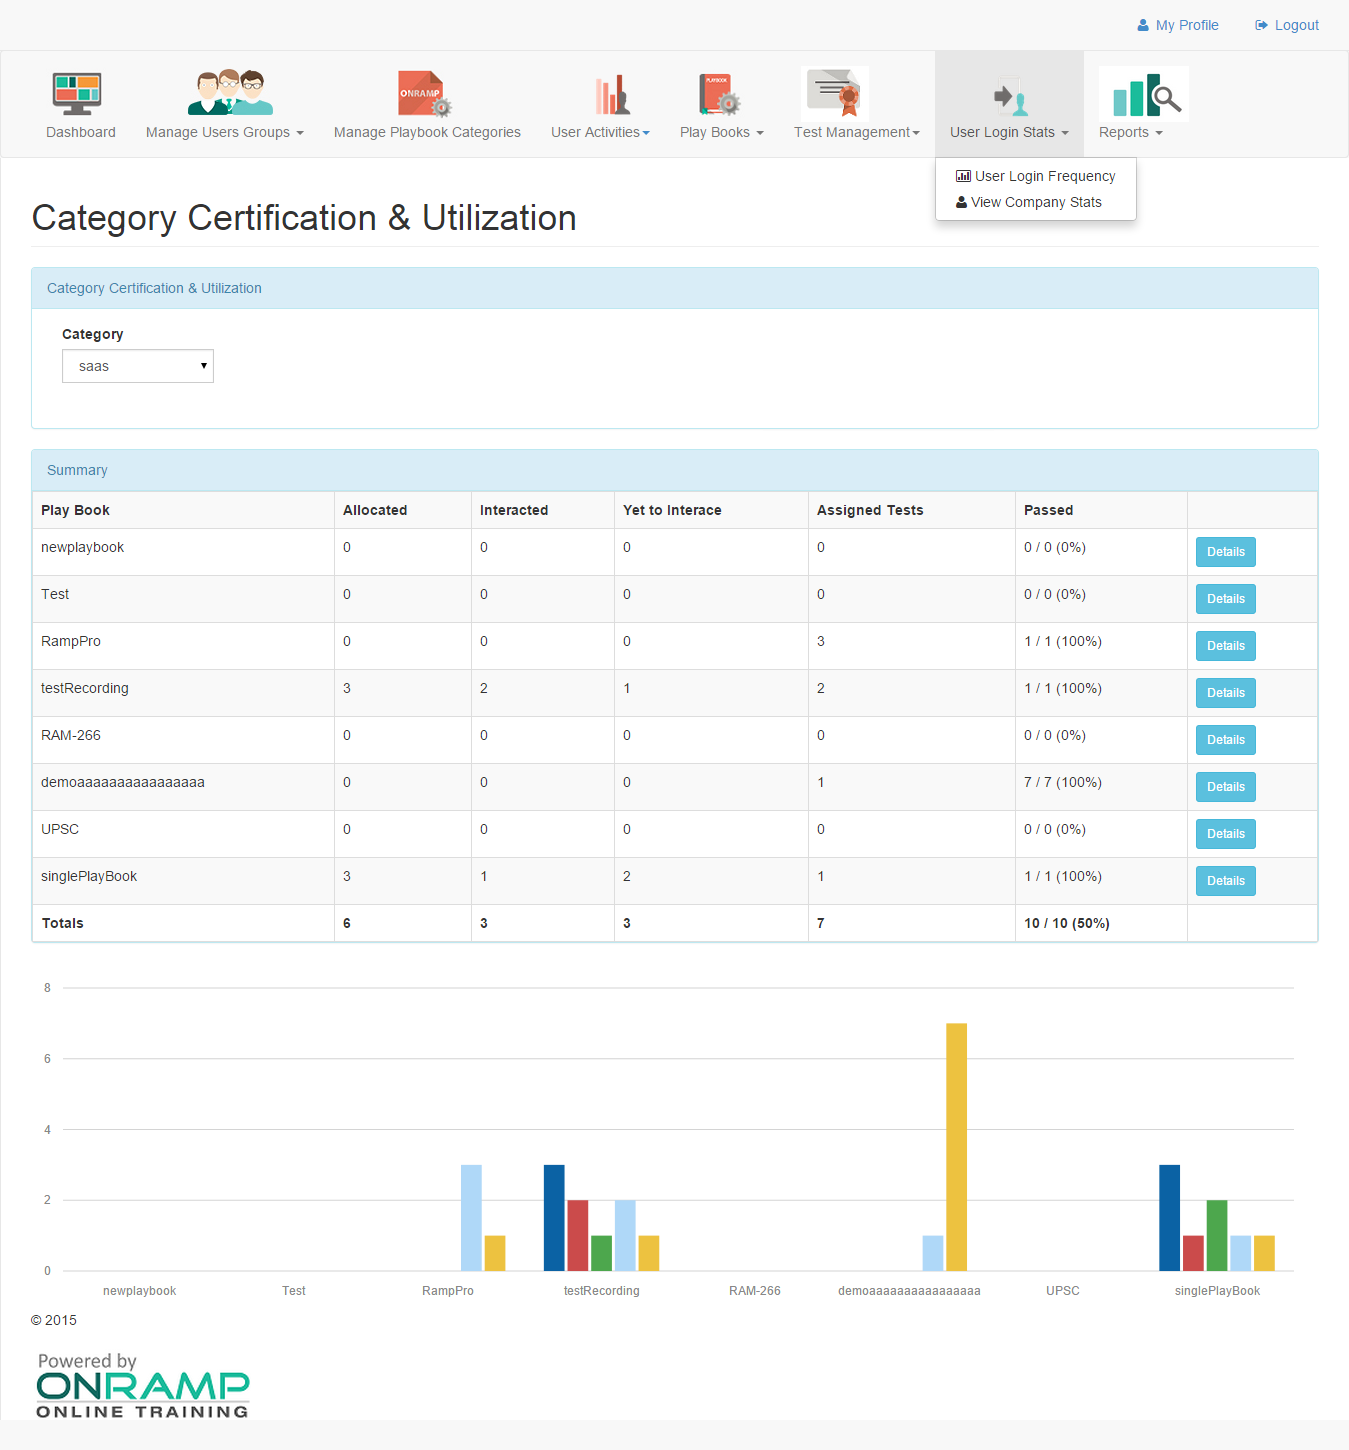 My Profile Logout
ONRAMP
PLAYBOOK
Dashboard Manage Users Groups Manage Playbook Categories User Activities Play Books Test Management User Login Stats Reports
User Login Frequency
View Company Stats
Category Certification & Utilization
Category Certification & Utilization
Category
saas
Summary
Play Book Allocated Interacted Yet to Interace Assigned Tests Passed
newplaybook 0 0 0 0 0 / 0 (0%) Details
Test 0 0 0 0 0 / 0 (0%) Details
RampPro 0 0 0 3 1 / 1 (100%) Details
testRecording 3 2 1 2 1 / 1 (100%) Details
RAM-266 0 0 0 0 0 / 0 (0%) Details
demoaaaaaaaaaaaaaaaa 0 0 0 1 7 / 7 (100%) Details
UPSC 0 0 0 0 0 / 0 (0%) Details
singlePlayBook 3 1 2 1 1 / 1 (100%) Details
Totals 6 3 3 7 10 / 10 (50%)
8
6
4
2
0
newplaybook Test RampPro testRecording RAM-266 demoaaaaaaaaaaaaaaaa UPSC singlePlayBook
© 2015
Powered by
ONRAMP
ONLINE TRAINING